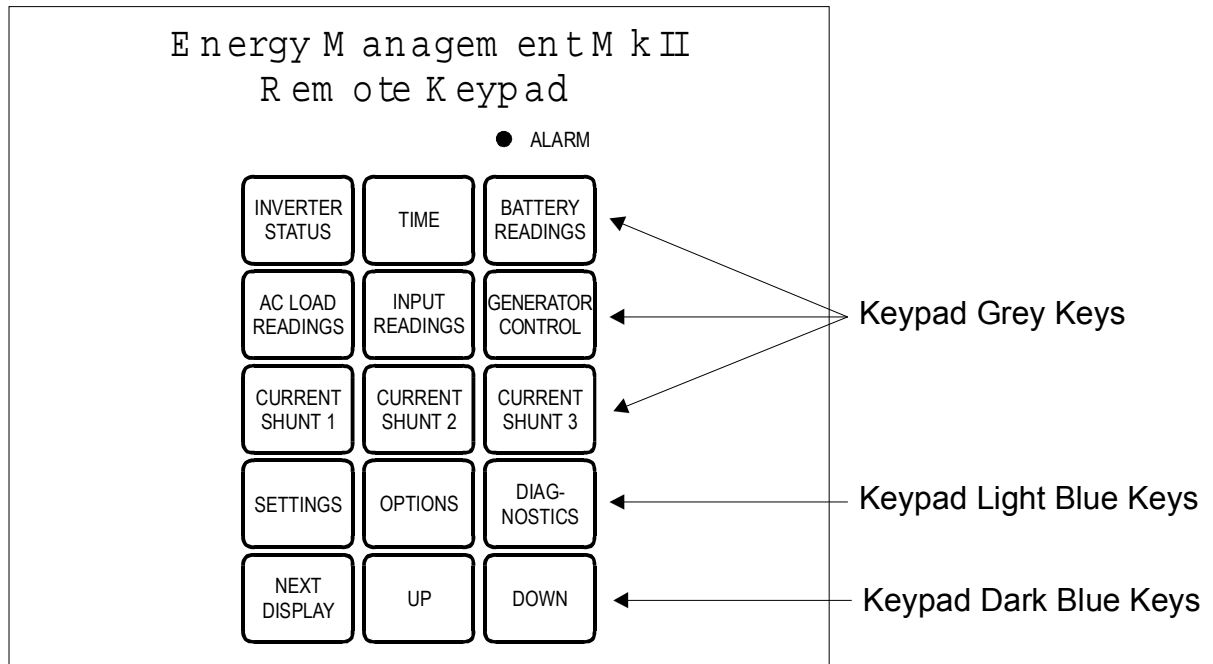 Energy Management Mk II
Remote Keypad
ALARM
INVERTER
STATUS
TIME
BATTERY
READINGS
AC LOAD
READINGS
INPUT
READINGS
GENERATOR
CONTROL
Keypad Grey Keys
CURRENT
SHUNT 1
CURRENT
SHUNT 2
CURRENT
SHUNT 3
SETTINGS
OPTIONS
DIAG-
NOSTICS
Keypad Light Blue Keys
NEXT
DISPLAY
UP
DOWN
Keypad Dark Blue Keys